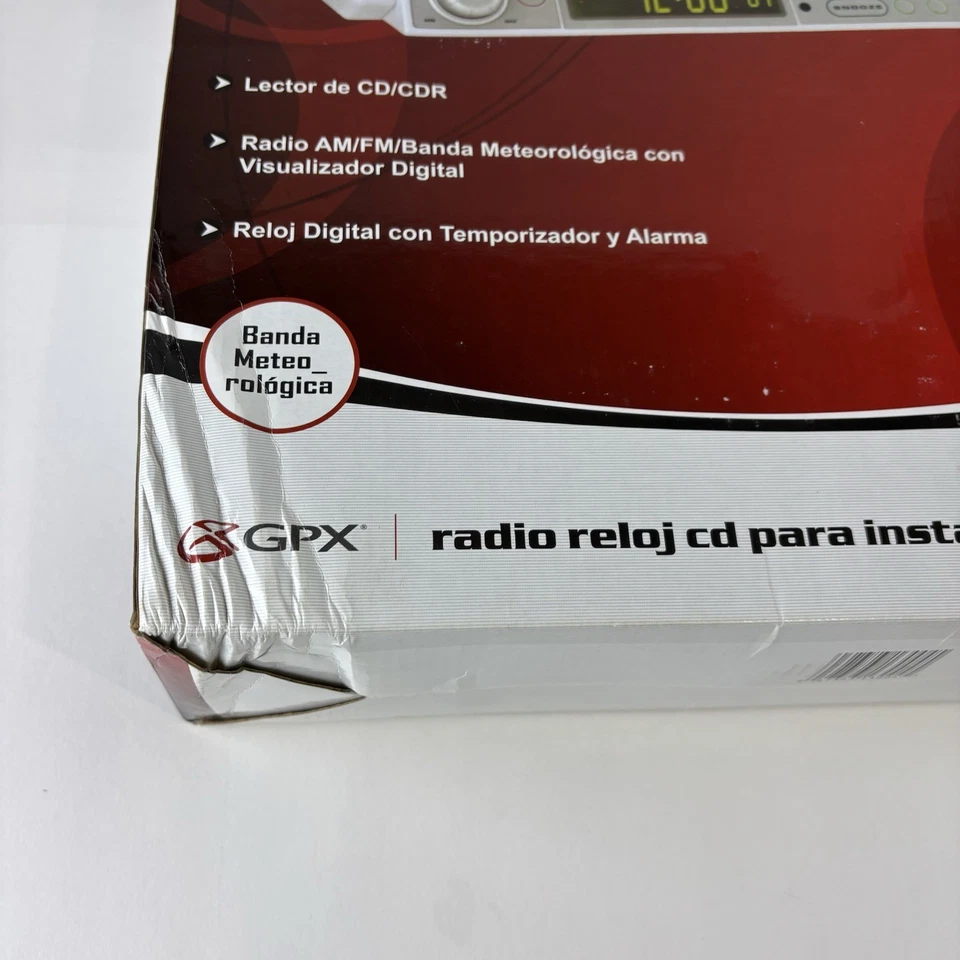 SNOOZE
Lector de CD/CDR
Radio AM/FM/Banda Meteorológica con
Visualizador Digital
Reloj Digital con Temporizador y Alarma
Banda
Meteo_
rológica
GPX® | radio reloj cd para insta